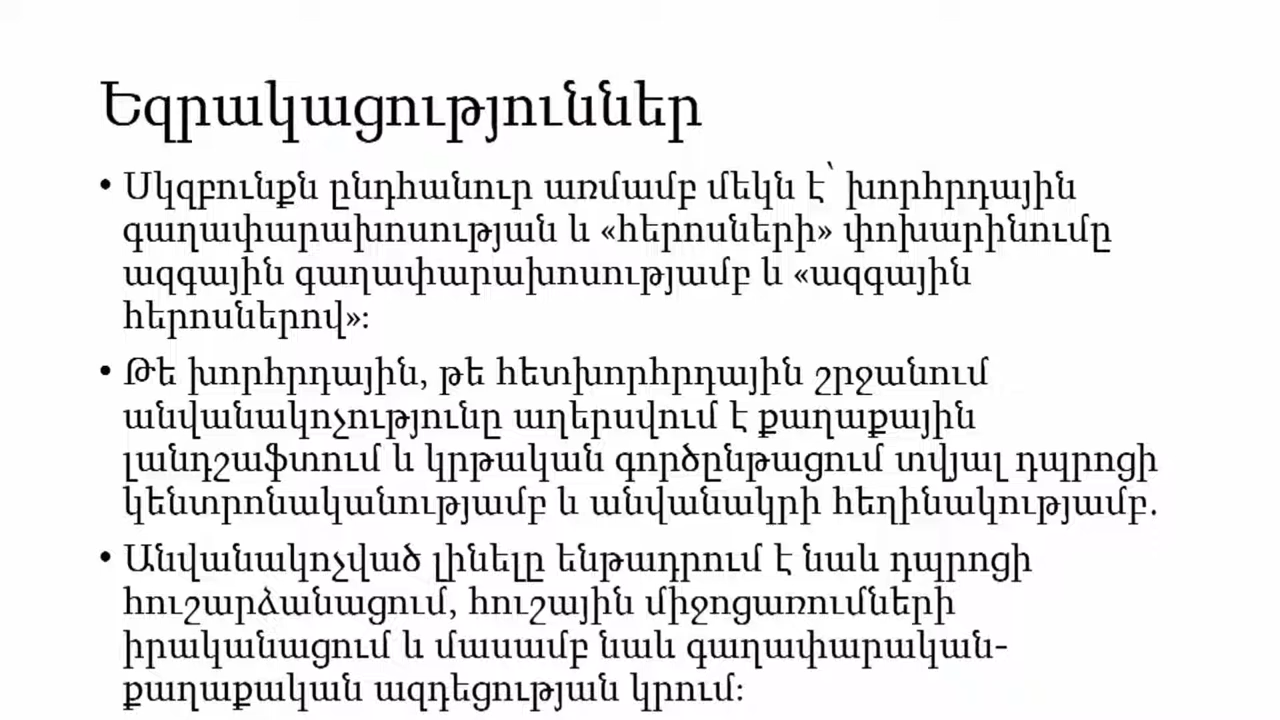 Եզրակացություններ
• Սկզբունքն ընդհանուր առմամբ մեկն է՝ խորհրդային
գաղափարախոսության և «հերոսների» փոխարինումը
ազգային գաղափարախոսությամբ և «ազգային
հերոսներով»։
• Թե խորհրդային, թե հետխորհրդային շրջանում
անվանակոչությունը աղերսվում է քաղաքային
լանդշաֆտում և կրթական գործընթացում տվյալ դպրոցի
կենտրոնականությամբ և անվանակրի հեղինակությամբ.
• Անվանակոչված լինելը ենթադրում է նաև դպրոցի
հուշարձանացում, հուշային միջոցառումների
իրականացում և մասամբ նաև գաղափարական-
քաղաքական ազդեցության կրում։